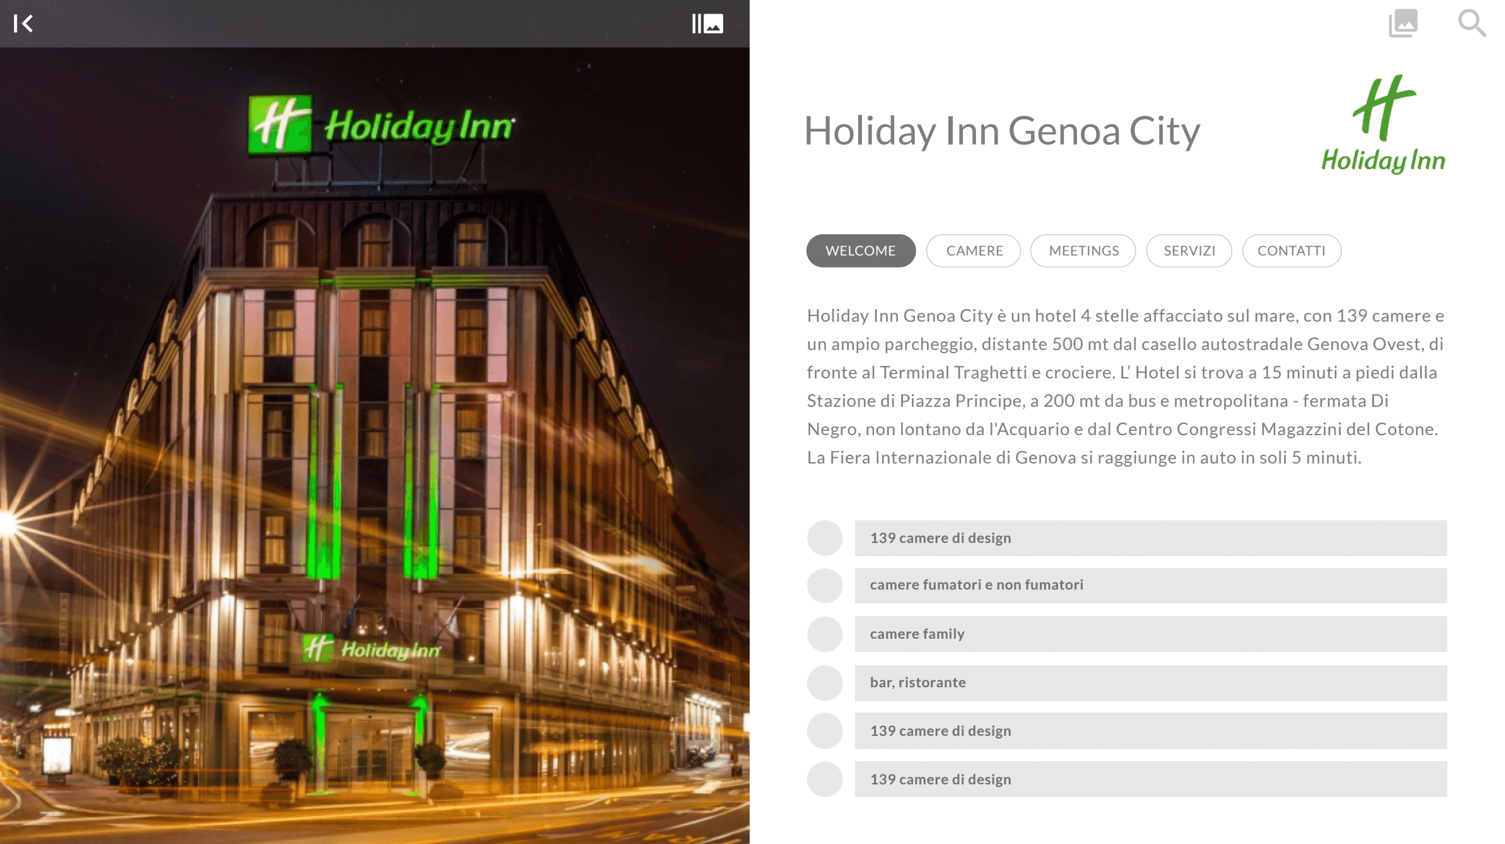 Holiday Inn
Holiday Inn
Holiday Inn Genoa City
Holiday Inn
WELCOME
CAMERE
MEETINGS
SERVIZI
CONTATTI
Holiday Inn Genoa City è un hotel 4 stelle affacciato sul mare, con 139 camere e
un ampio parcheggio, distante 500 mt dal casello autostradale Genova Ovest, di
fronte al Terminal Traghetti e crociere. L’ Hotel si trova a 15 minuti a piedi dalla
Stazione di Piazza Principe, a 200 mt da bus e metropolitana - fermata Di
Negro, non lontano da l'Acquario e dal Centro Congressi Magazzini del Cotone.
La Fiera Internazionale di Genova si raggiunge in auto in soli 5 minuti.
139 camere di design
camere fumatori e non fumatori
camere family
bar, ristorante
139 camere di design
139 camere di design